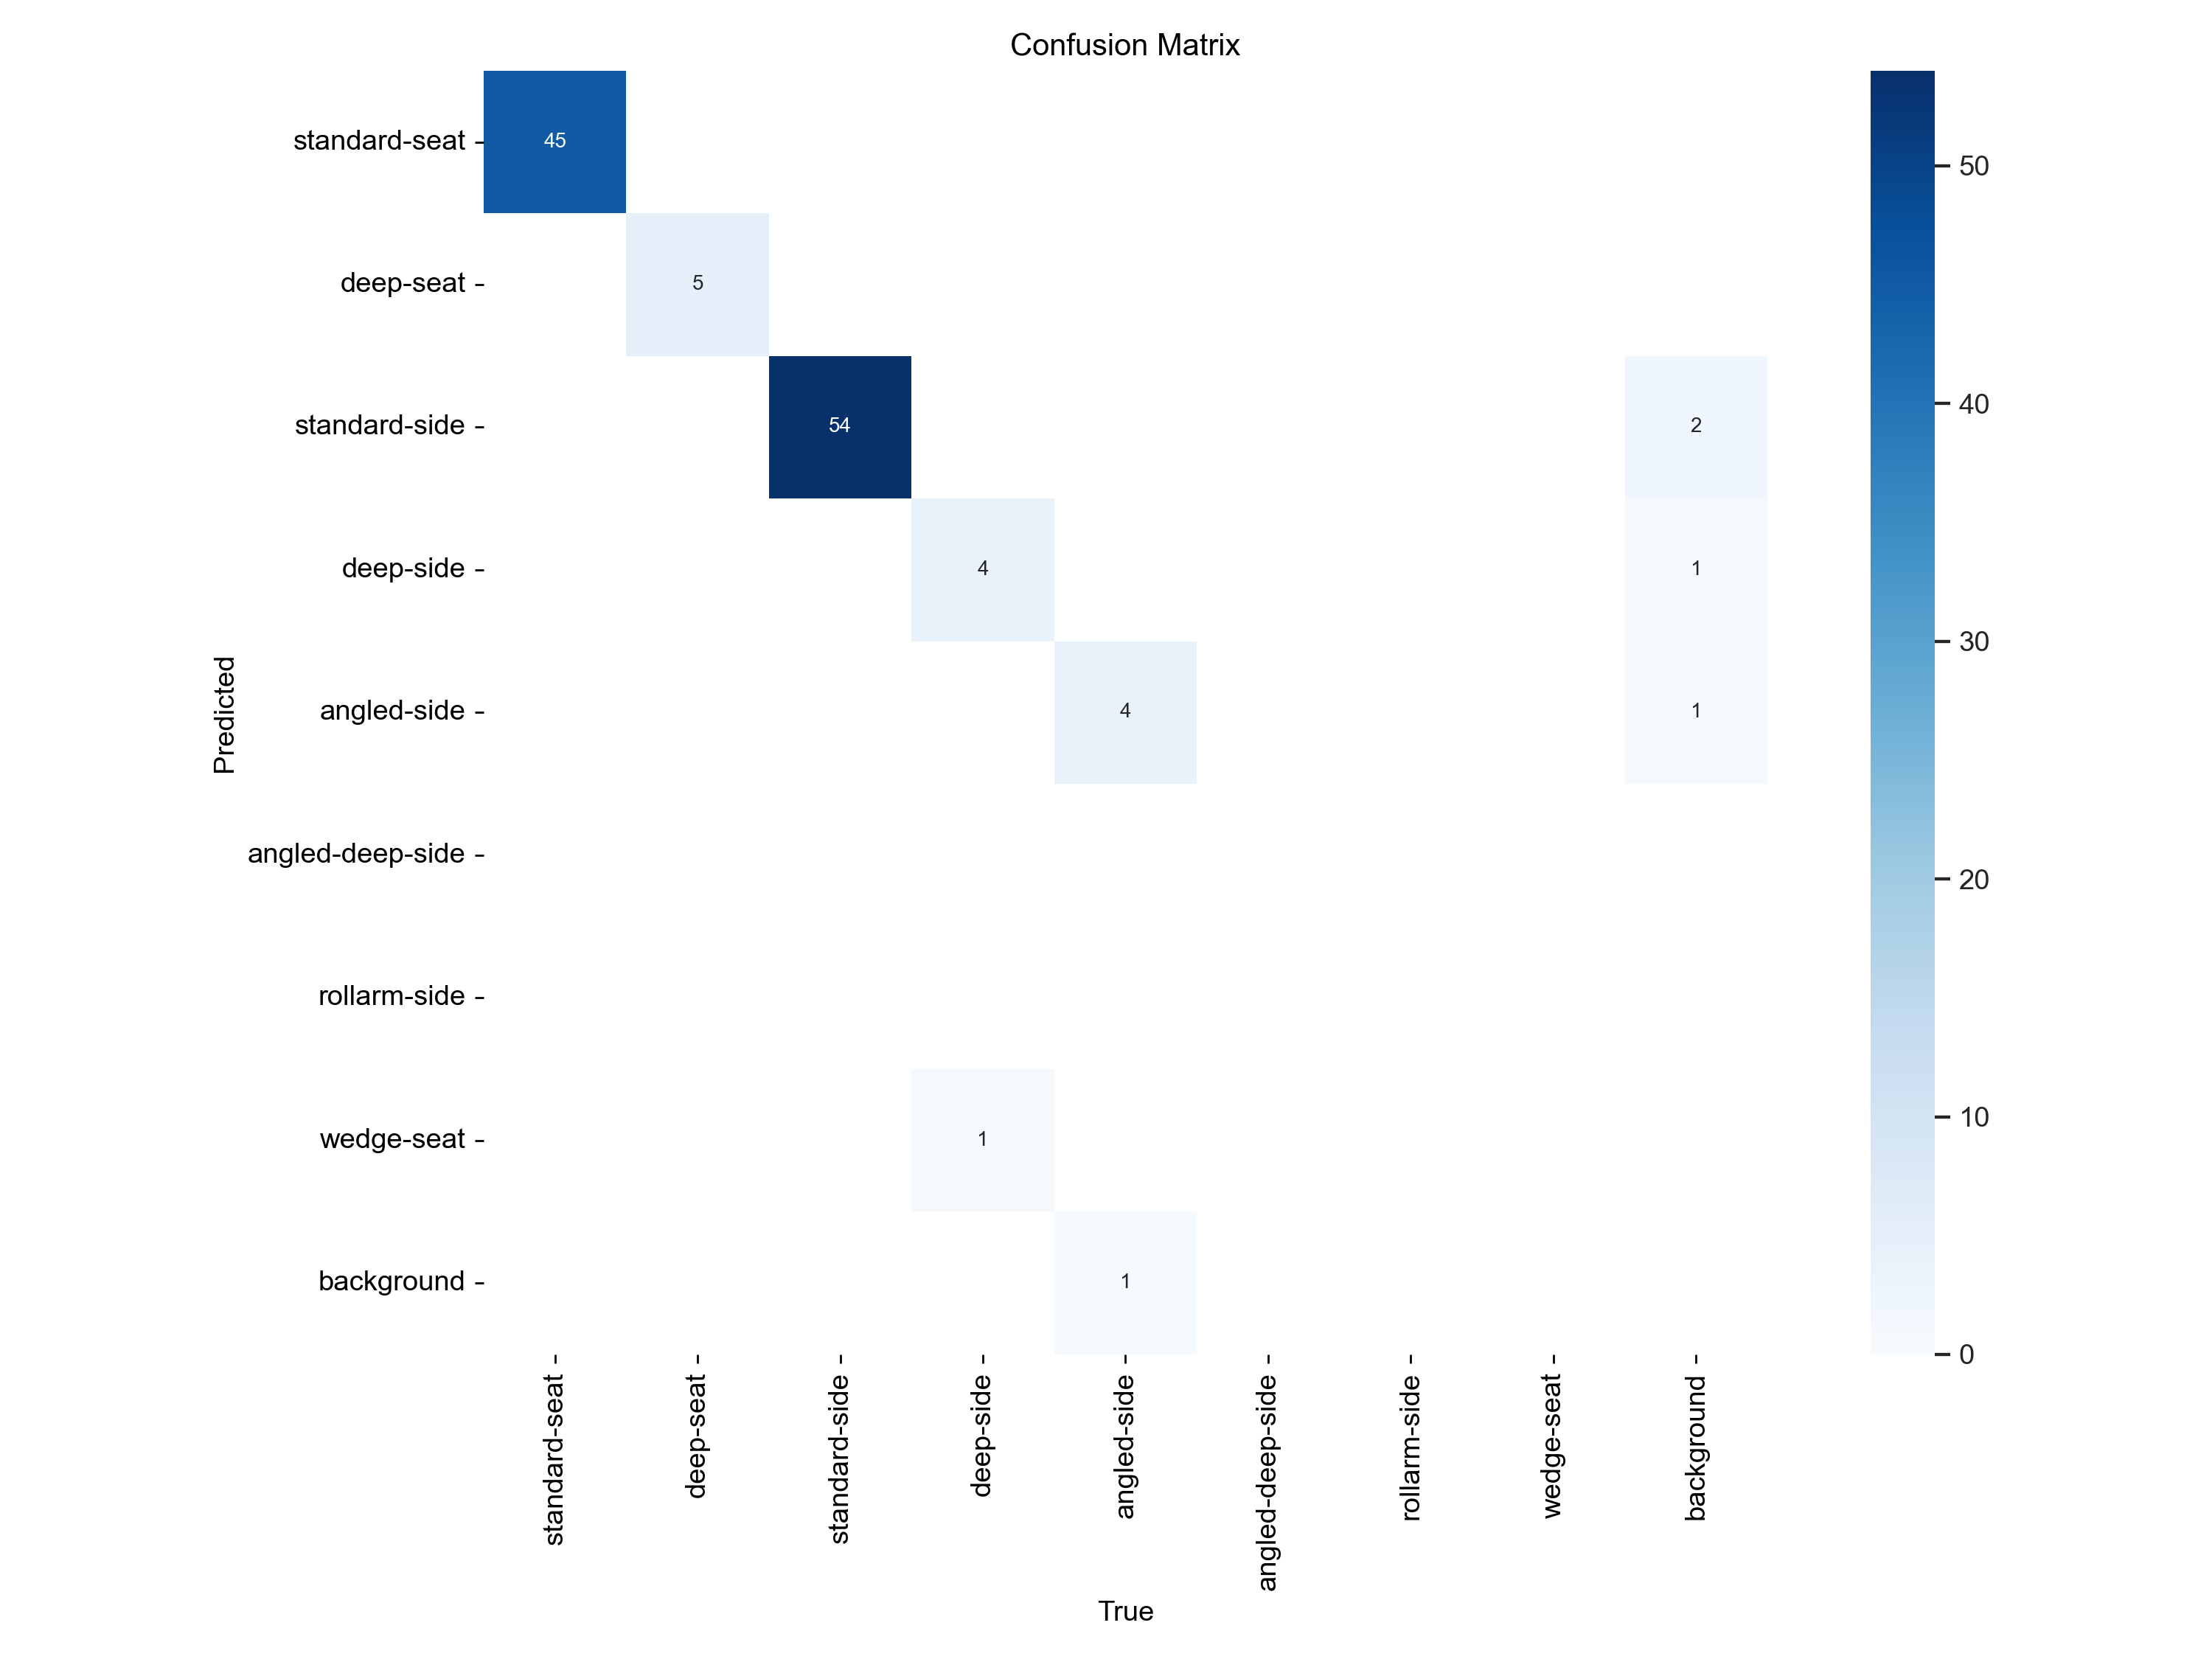 Confusion Matrix
standard-seat
45
deep-seat
5
standard-side
54
2
deep-side
4
1
angled-side
4
1
angled-deep-side
rollarm-side
wedge-seat
1
background
1
Predicted
standard-seat
deep-seat
standard-side
deep-side
angled-side
angled-deep-side
rollarm-side
wedge-seat
background
True
50
40
30
20
10
0